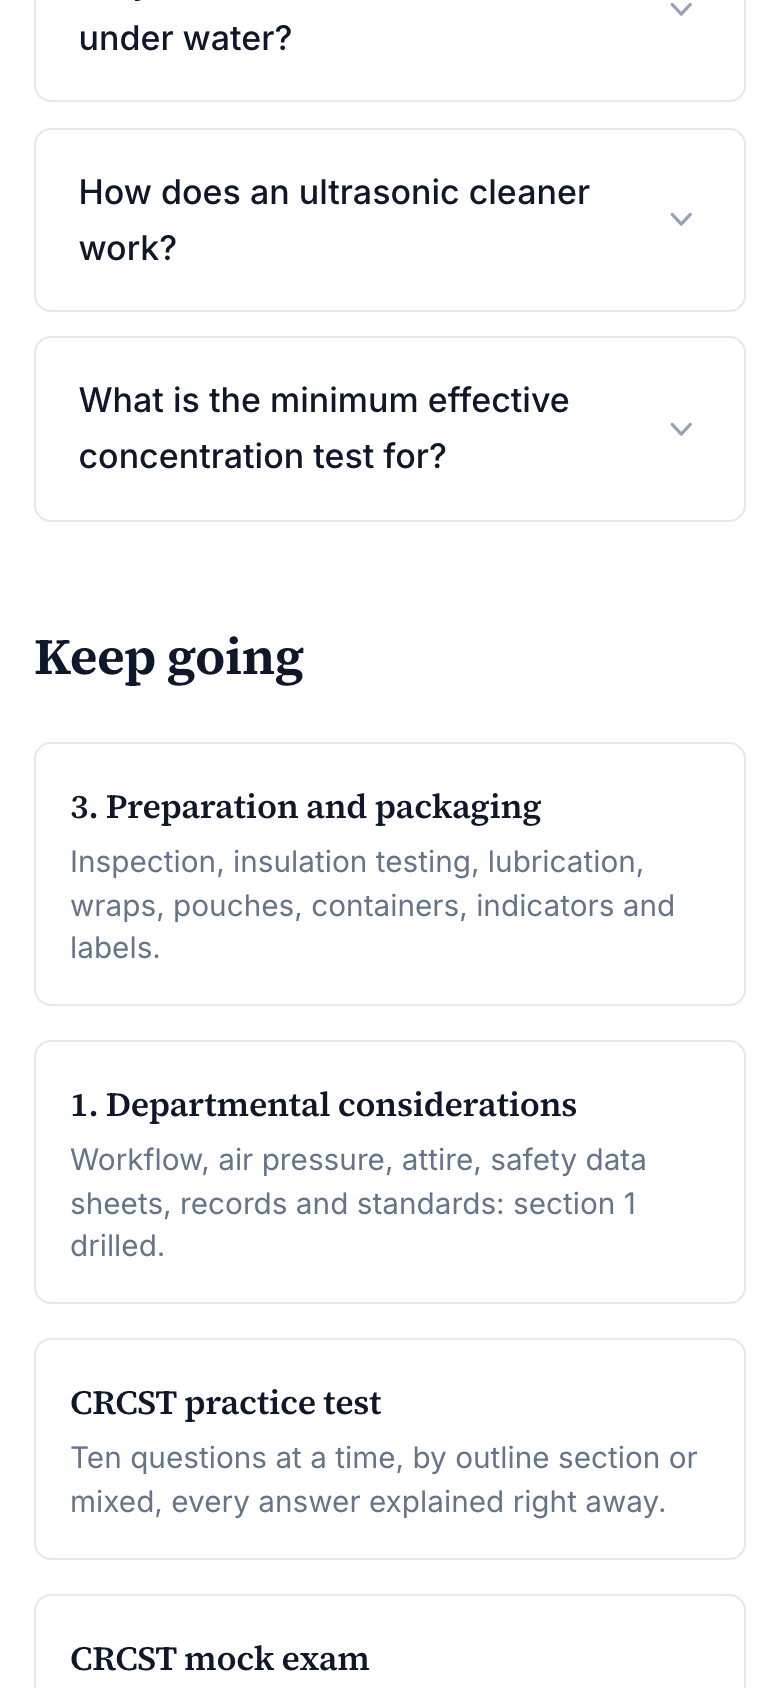 under water?
How does an ultrasonic cleaner
work?
What is the minimum effective
concentration test for?
Keep going
3. Preparation and packaging
Inspection, insulation testing, lubrication,
wraps, pouches, containers, indicators and
labels.
1. Departmental considerations
Workflow, air pressure, attire, safety data
sheets, records and standards: section 1
drilled.
CRCST practice test
Ten questions at a time, by outline section or
mixed, every answer explained right away.
CRCST mock exam